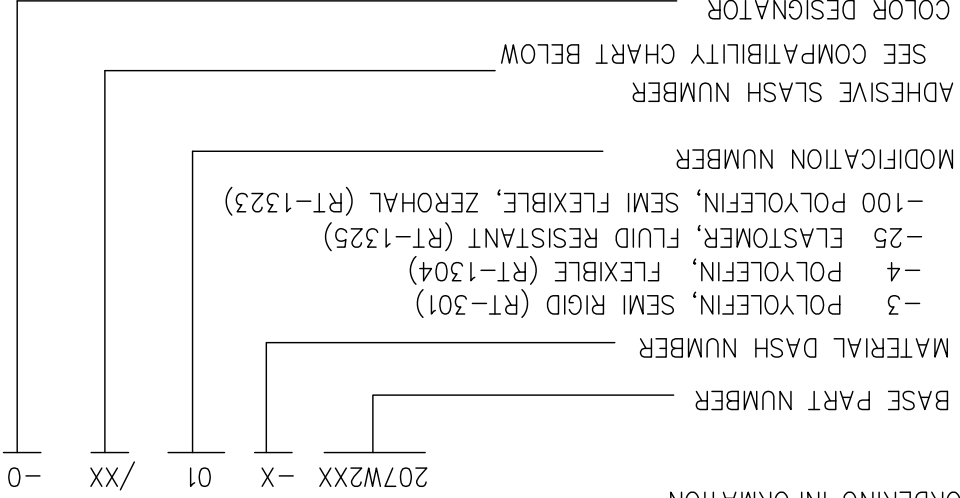 ORDERING INFORMATION
207W2XX -X 01 /XX -0
BASE PART NUMBER
MATERIAL DASH NUMBER
-3 POLYOLEFIN, SEMI RIGID (RT-301)
-4 POLYOLEFIN, FLEXIBLE (RT-1304)
-25 ELASTOMER, FLUID RESISTANT (RT-1325)
-100 POLYOLEFIN, SEMI FLEXIBLE, ZEROHAL (RT-1323)
MODIFICATION NUMBER
ADHESIVE SLASH NUMBER
SEE COMPATIBILITY CHART BELOW
COLOR DESIGNATOR